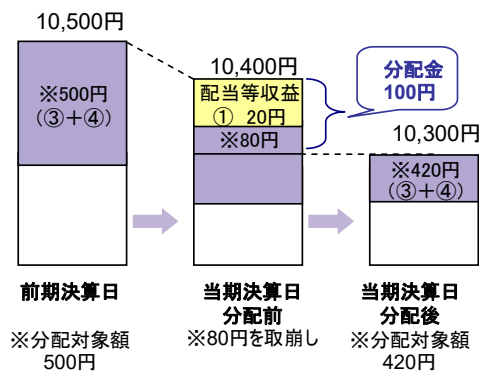 10,500円
※500円
(③+④)
10,400円
配当等収益
① 20円
※80円
分配金
100円
10,300円
※420円
(③+④)
前期決算日
※分配対象額
500円
当期決算日
分配前
※80円を取崩し
当期決算日
分配後
※分配対象額
420円